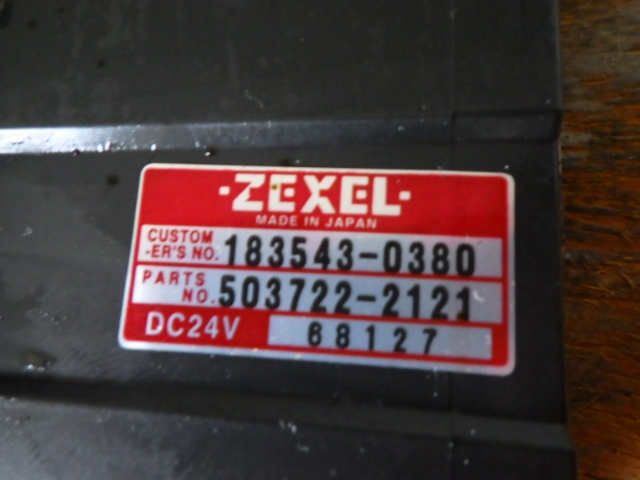 ·ZEXEL·
MADE IN JAPAN
CUSTOM
-ER'S NO. 183543-0380
PARTS
NO. 503722-2121
DC24V 68127